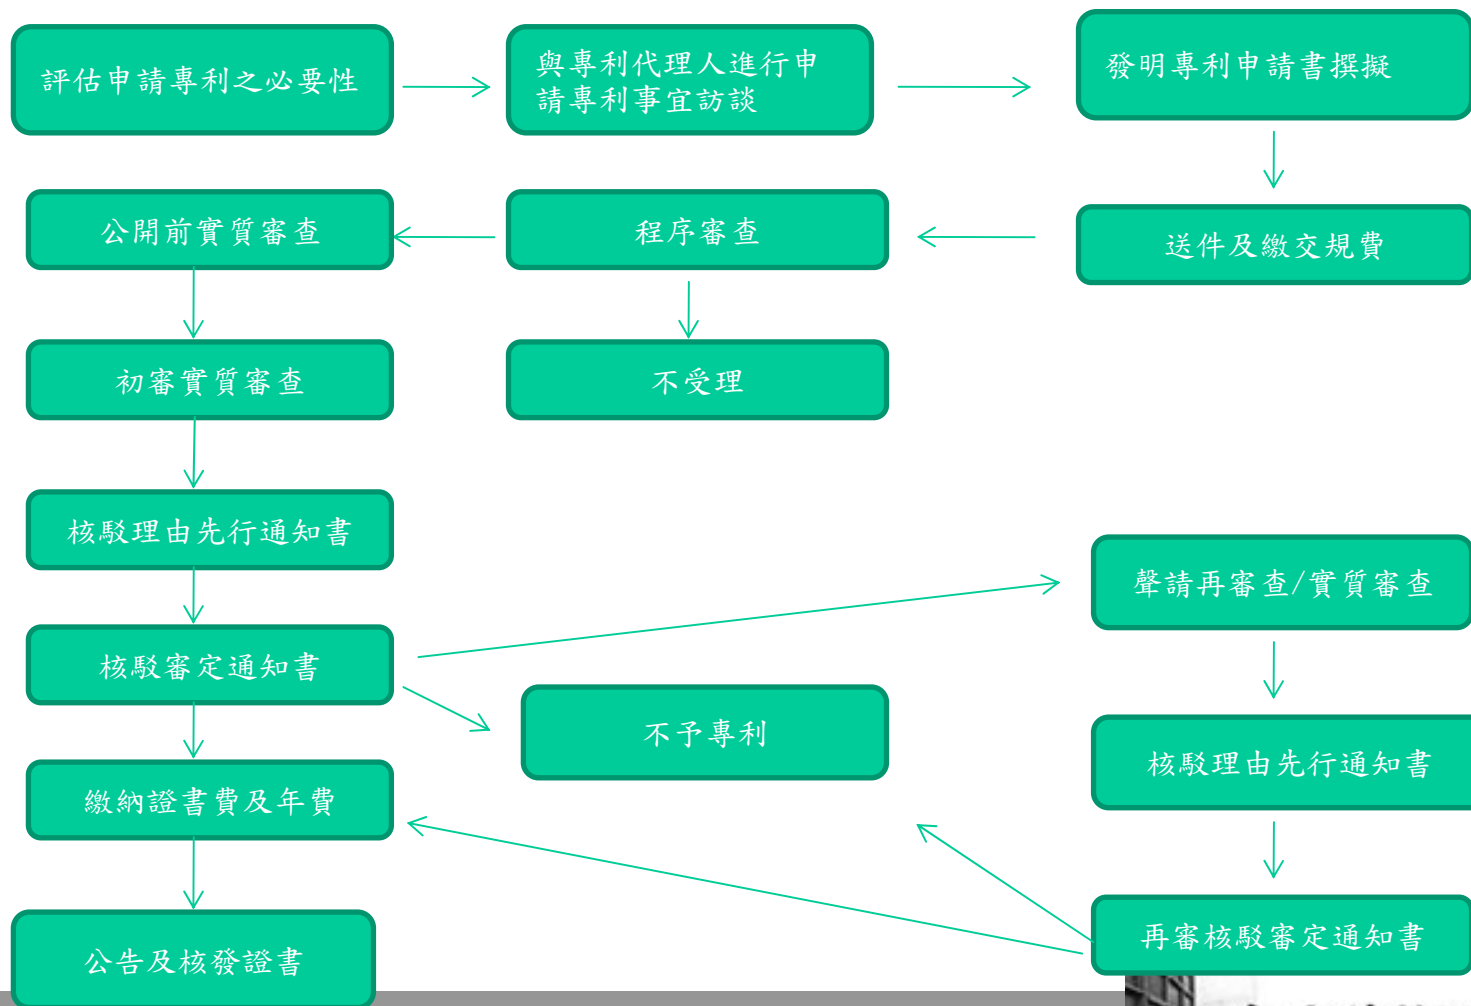 評估申請專利之必要性
與專利代理人進行申
請專利事宜訪談
發明專利申請書撰擬
送件及繳交規費
程序審查
公開前實質審查
不受理
初審實質審查
核駁理由先行通知書
核駁審定通知書
不予專利
聲請再審查/實質審查
核駁理由先行通知書
再審核駁審定通知書
繳納證書費及年費
公告及核發證書